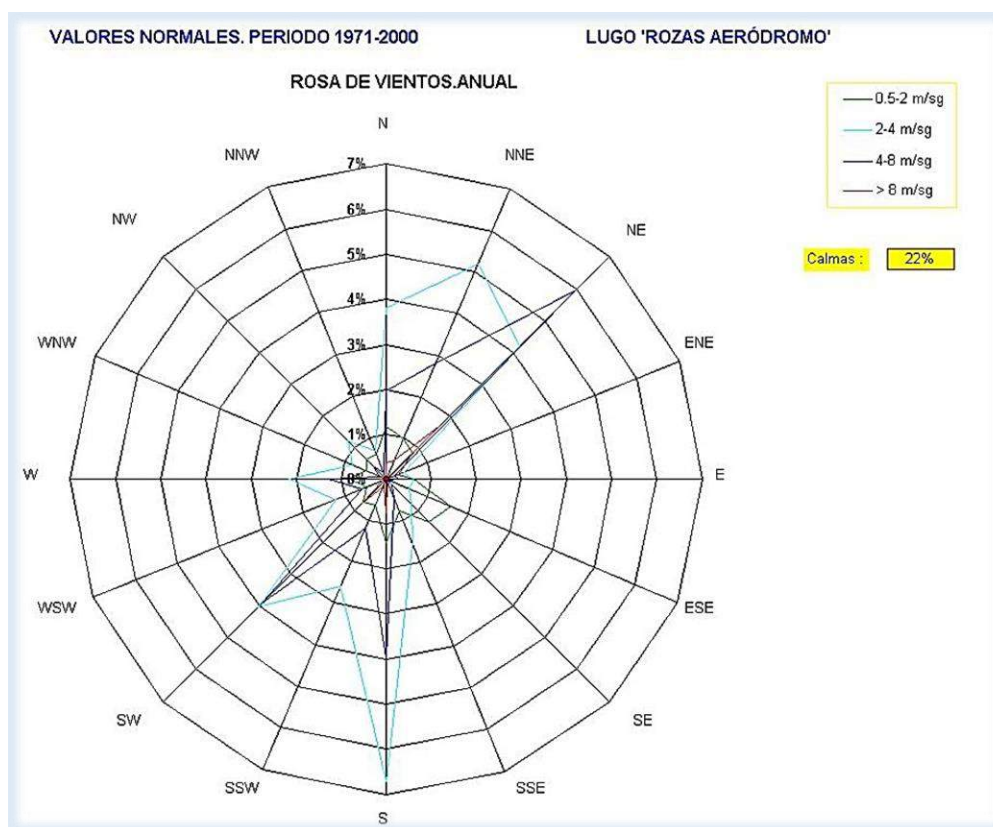 VALORES NORMALES. PERIODO 1971-2000
LUGO 'ROZAS AERÓDROMO'
ROSA DE VIENTOS.ANUAL
0.5-2 m/sg
2-4 m/sg
4-8 m/sg
> 8 m/sg
Calmas : 22%
N
NNW
NNE
NW
NE
WNW
ENE
W
E
WSW
ESE
SW
SE
SSW
SSE
S
7%
6%
5%
4%
3%
2%
1%
0%